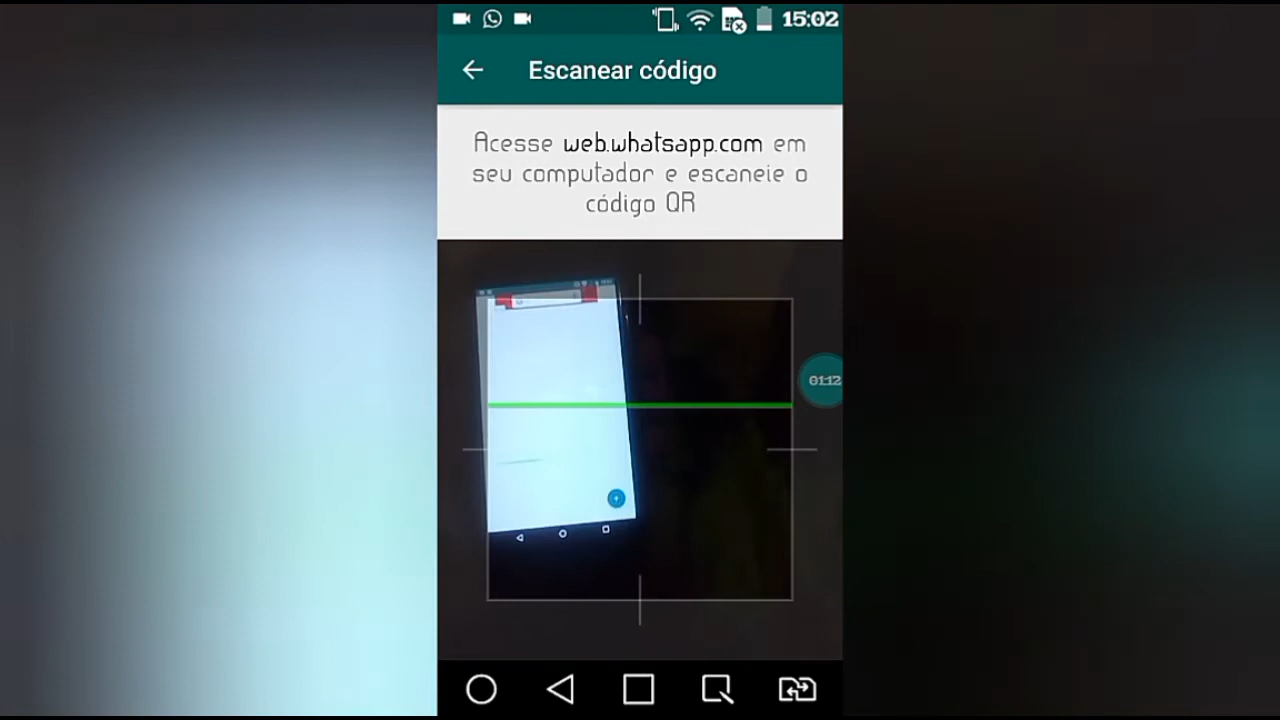 15:02
Escanear código
Acesse web.whatsapp.com em
seu computador e escaneie o
código QR
01:12